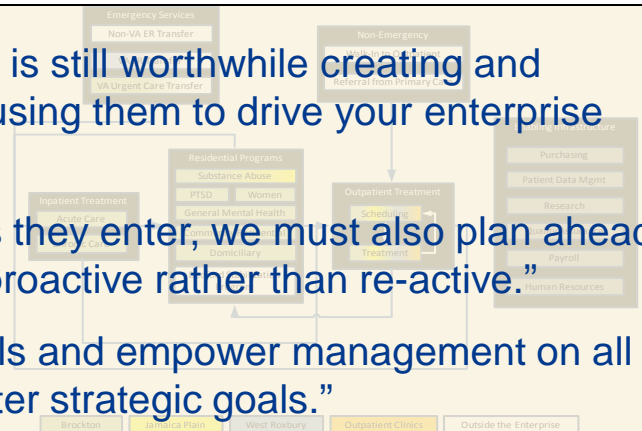 Emergency Services
Non-VA ER Transfer
VA Urgent Care Transfer
Non-Emergency
Walk-In to Outpatient
Referral from Primary Care
is still worthwhile creating and
using them to drive your enterprise
Enabling Infrastructure
Purchasing
Patient Data Mgmt
Research
Payroll
Human Resources
Residential Programs
Substance Abuse
PTSD Women
General Mental Health
Domiciliary
Inpatient Treatment
Acute Care
Care
Outpatient Treatment
Scheduling
Treatment
they enter, we must also plan ahead
proactive rather than re-active.”
ls and empower management on all
ter strategic goals.”
Brockton Jamaica Plain West Roxbury Outpatient Clinics Outside the Enterprise